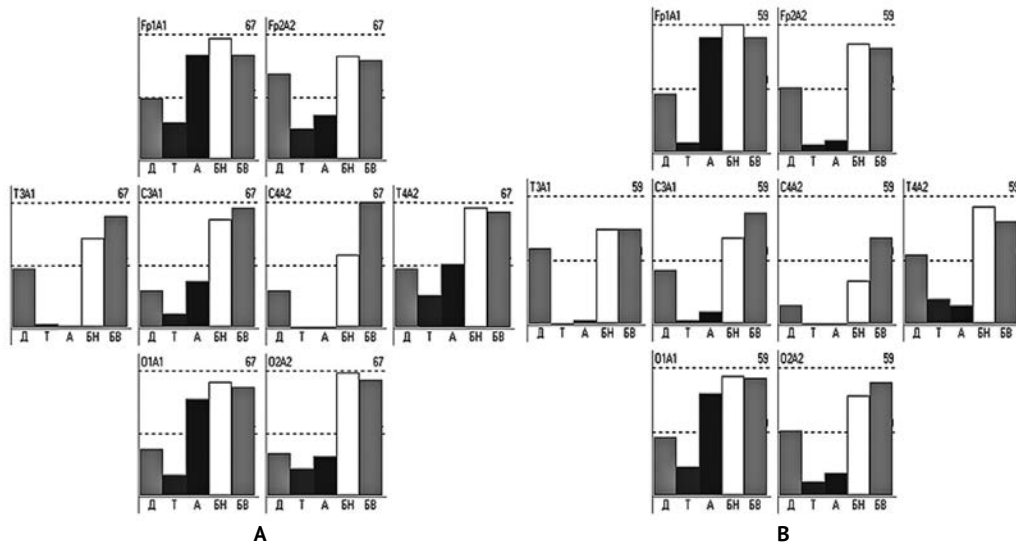 Fp1A1 67 Fp2A2 67
Д Т А БН БВ Д Т А БН БВ
T3A1 67 C3A1 67 C4A2 67 T4A2 67
Д Т А БН БВ Д Т А БН БВ Д Т А БН БВ Д Т А БН БВ
O1A1 67 O2A2 67
Д Т А БН БВ Д Т А БН БВ
A
Fp1A1 59 Fp2A2 59
Д Т А БН БВ Д Т А БН БВ
T3A1 59 C3A1 59 C4A2 59 T4A2 59
Д Т А БН БВ Д Т А БН БВ Д Т А БН БВ Д Т А БН БВ
O1A1 59 O2A2 59
Д Т А БН БВ Д Т А БН БВ
B